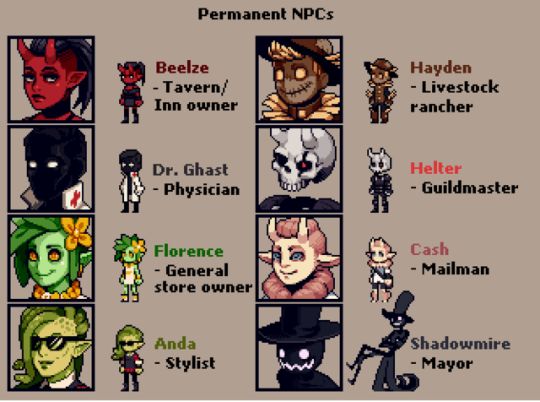 Permanent NPCs
Beelze
- Tavern/
Inn owner
Hayden
- Livestock
rancher
Dr. Ghast
- Physician
Helter
- Guildmaster
Florence
- General
store owner
Cash
- Mailman
Anda
- Stylist
Shadowmire
- Mayor